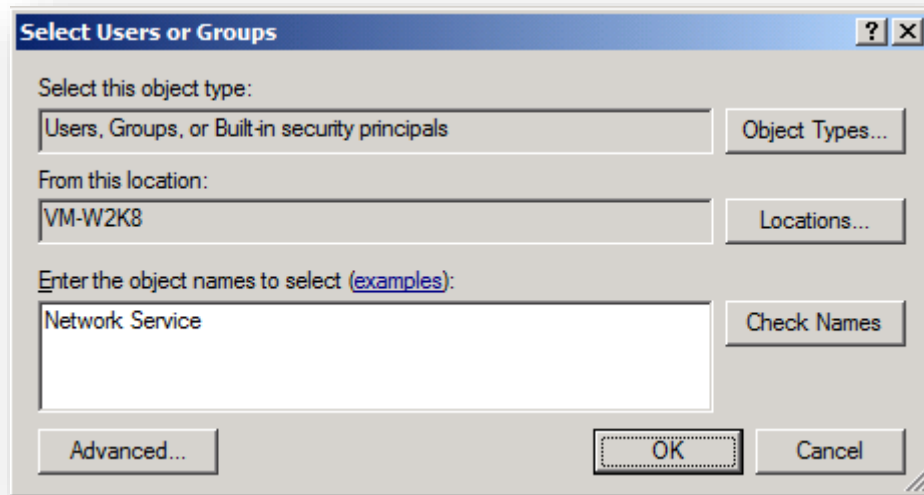 Select Users or Groups
Select this object type:
Users, Groups, or Built-in security principals
Object Types...
From this location:
VM-W2K8
Locations...
Enter the object names to select (examples):
Network Service
Check Names
Advanced...
OK
Cancel